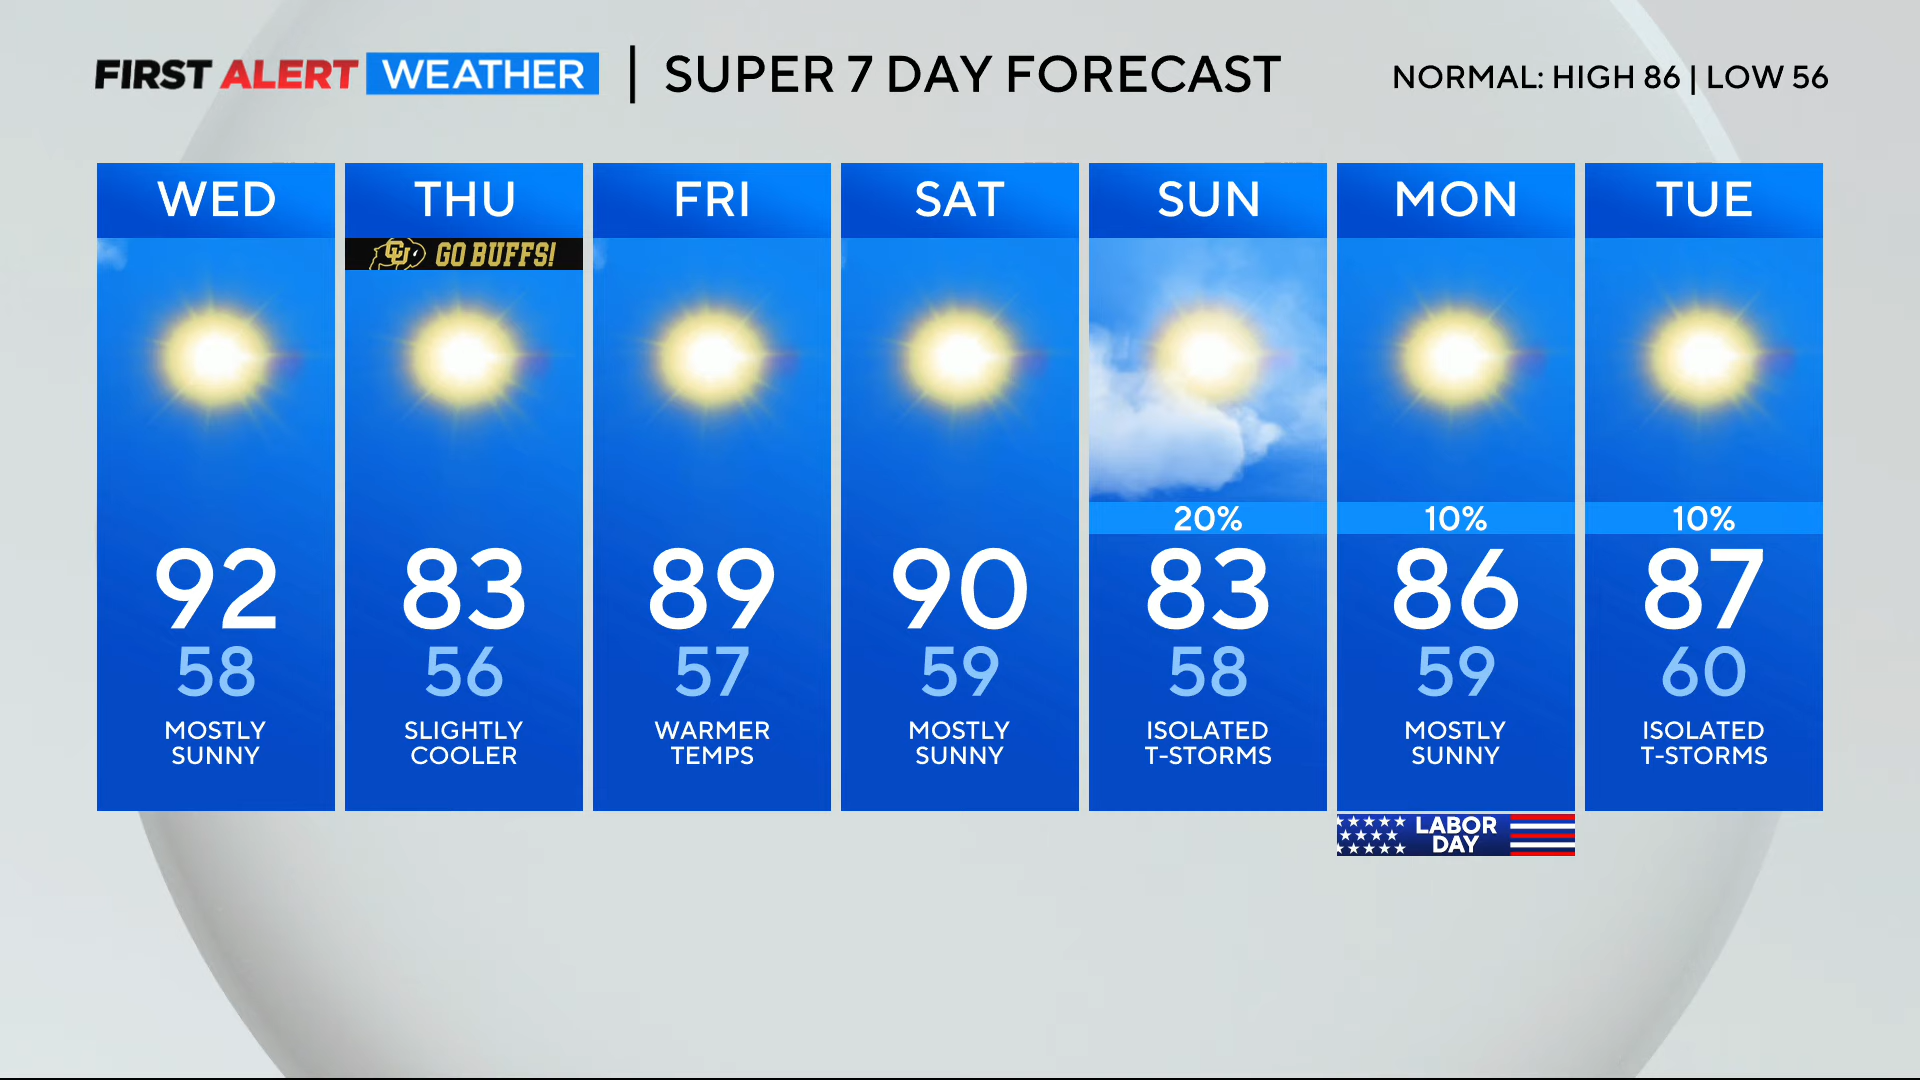 FIRST ALERT WEATHER | SUPER 7 DAY FORECAST
NORMAL: HIGH 86 | LOW 56
WED
92
58
MOSTLY
SUNNY
THU
CU GO BUFFS!
83
56
SLIGHTLY
COOLER
FRI
89
57
WARMER
TEMPS
SAT
90
59
MOSTLY
SUNNY
SUN
20%
83
58
ISOLATED
T-STORMS
MON
10%
86
59
MOSTLY
SUNNY
LABOR
DAY
TUE
10%
87
60
ISOLATED
T-STORMS